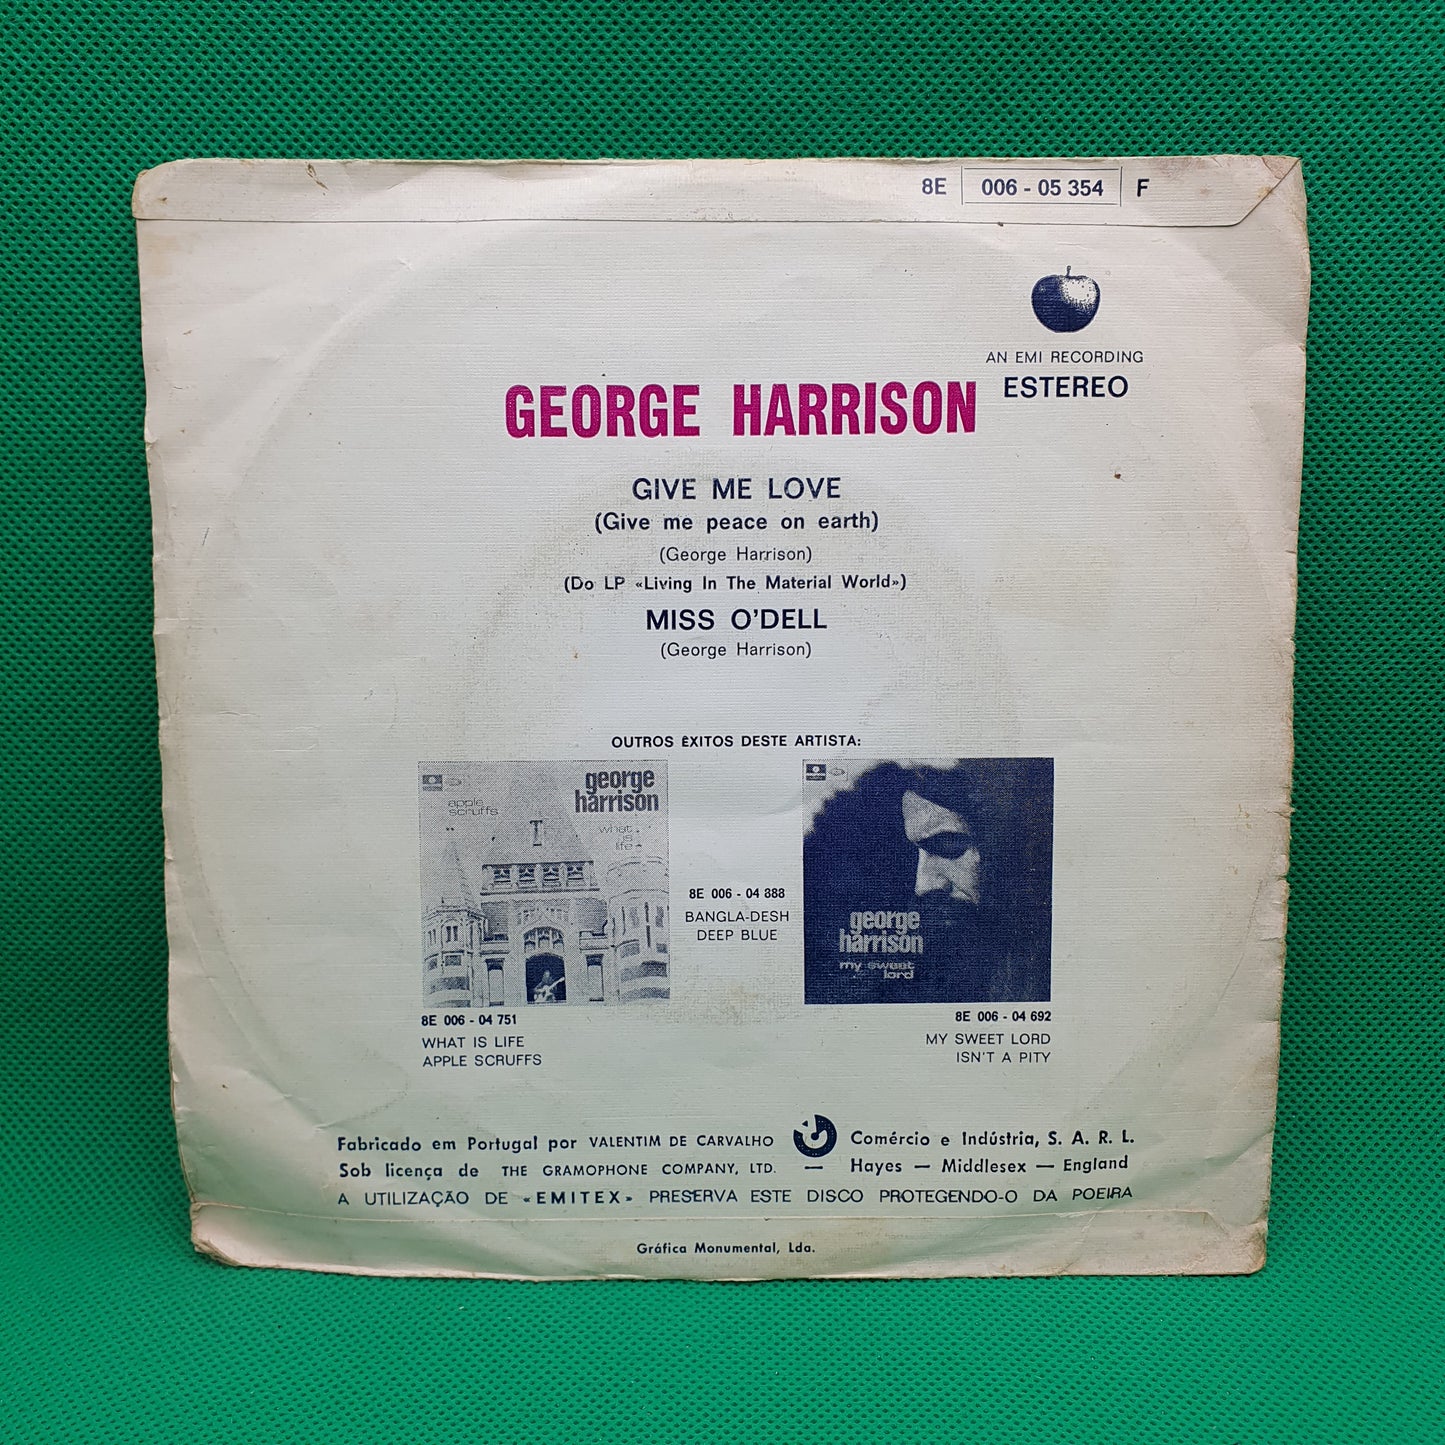 8E 006 - 05 354 F
AN EMI RECORDING
ESTEREO
GEORGE HARRISON
GIVE ME LOVE
(Give me peace on earth)
(George Harrison)
(Do LP «Living In The Material World»)
MISS O'DELL
(George Harrison)
OUTROS ÊXITOS DESTE ARTISTA:
george
harrison
apple
scruffs
what
is
life
8E 006 - 04 751
WHAT IS LIFE
APPLE SCRUFFS
8E 006 - 04 888
BANGLA-DESH
DEEP BLUE
george
harrison
my sweet
lord
8E 006 - 04 692
MY SWEET LORD
ISN'T A PITY
Fabricado em Portugal por VALENTIM DE CARVALHO Comércio e Indústria, S. A. R. L.
Sob licença de THE GRAMOPHONE COMPANY, LTD. — Hayes — Middlesex — England
A UTILIZAÇÃO DE «EMITEX» PRESERVA ESTE DISCO PROTEGENDO-O DA POEIRA
Gráfica Monumental, Lda.